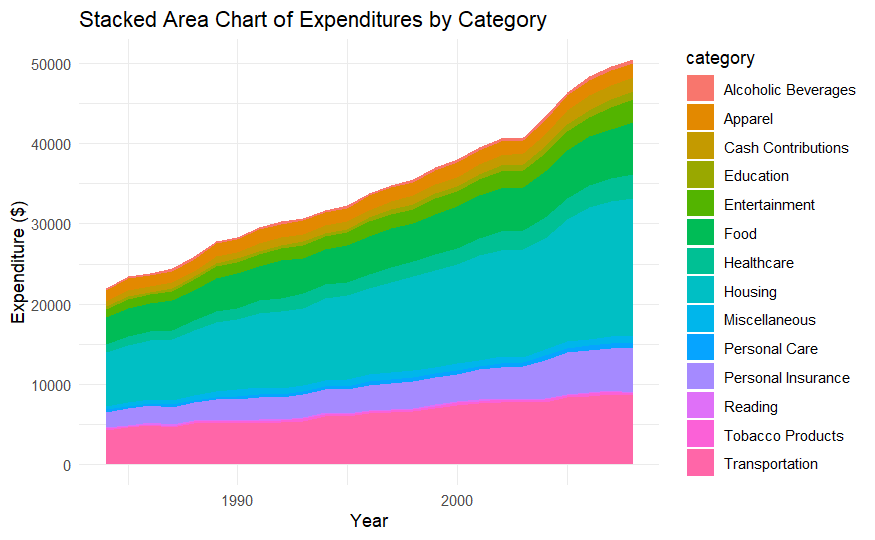 Stacked Area Chart of Expenditures by Category
Expenditure ($)
50000
40000
30000
20000
10000
0
1990
2000
Year
category
Alcoholic Beverages
Apparel
Cash Contributions
Education
Entertainment
Food
Healthcare
Housing
Miscellaneous
Personal Care
Personal Insurance
Reading
Tobacco Products
Transportation